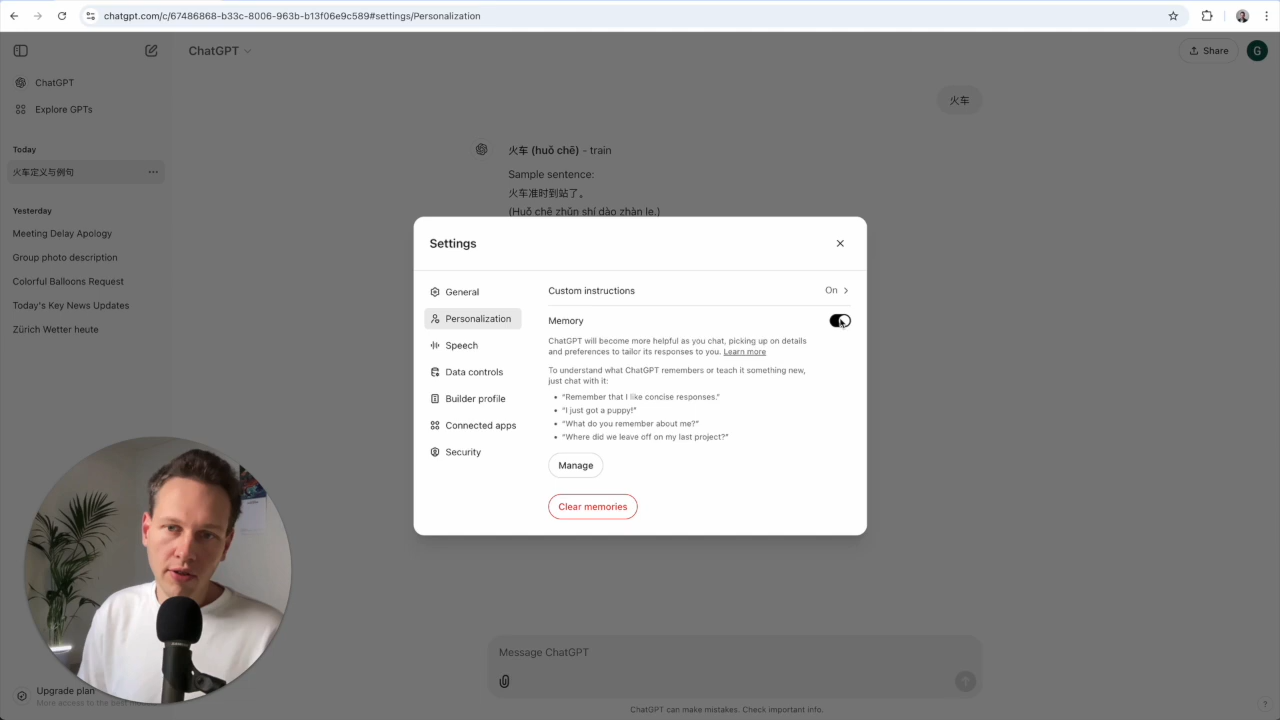 chatgpt.com/c/67486868-b33c-8006-963b-b13f06e9c589#settings/Personalization
ChatGPT
Share
G
ChatGPT
Explore GPTs
Today
火车定义与例句
Yesterday
Meeting Delay Apology
Group photo description
Colorful Balloons Request
Today's Key News Updates
Zürich Wetter heute
火车
火车 (huǒ chē) - train
Sample sentence:
火车准时到站了。
(Huǒ chē zhǔn shí dào zhàn le.)
Settings
General
Personalization
Speech
Data controls
Builder profile
Connected apps
Security
Custom instructions
On
Memory
ChatGPT will become more helpful as you chat, picking up on details
and preferences to tailor its responses to you. Learn more
To understand what ChatGPT remembers or teach it something new,
just chat with it:
• “Remember that I like concise responses.”
• “I just got a puppy!”
• “What do you remember about me?”
• “Where did we leave off on my last project?”
Manage
Clear memories
Message ChatGPT
Upgrade plan
More access to the best
ChatGPT can make mistakes. Check important info.
?